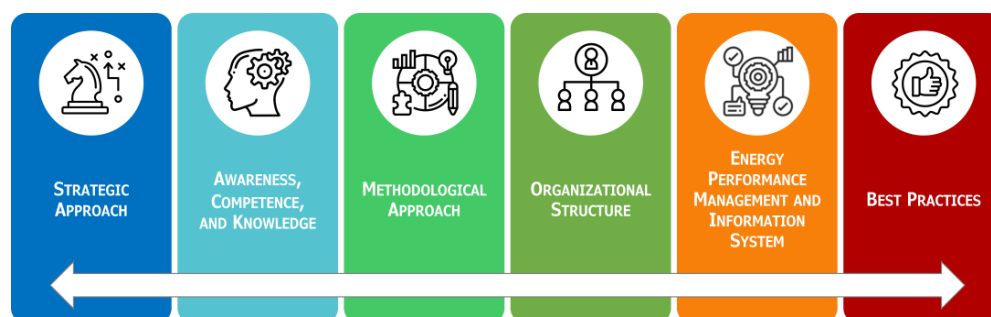 STRATEGIC
APPROACH
AWARENESS,
COMPETENCE,
AND KNOWLEDGE
METHODOLOGICAL
APPROACH
ORGANIZATIONAL
STRUCTURE
ENERGY
PERFORMANCE
MANAGEMENT AND
INFORMATION
SYSTEM
BEST PRACTICES